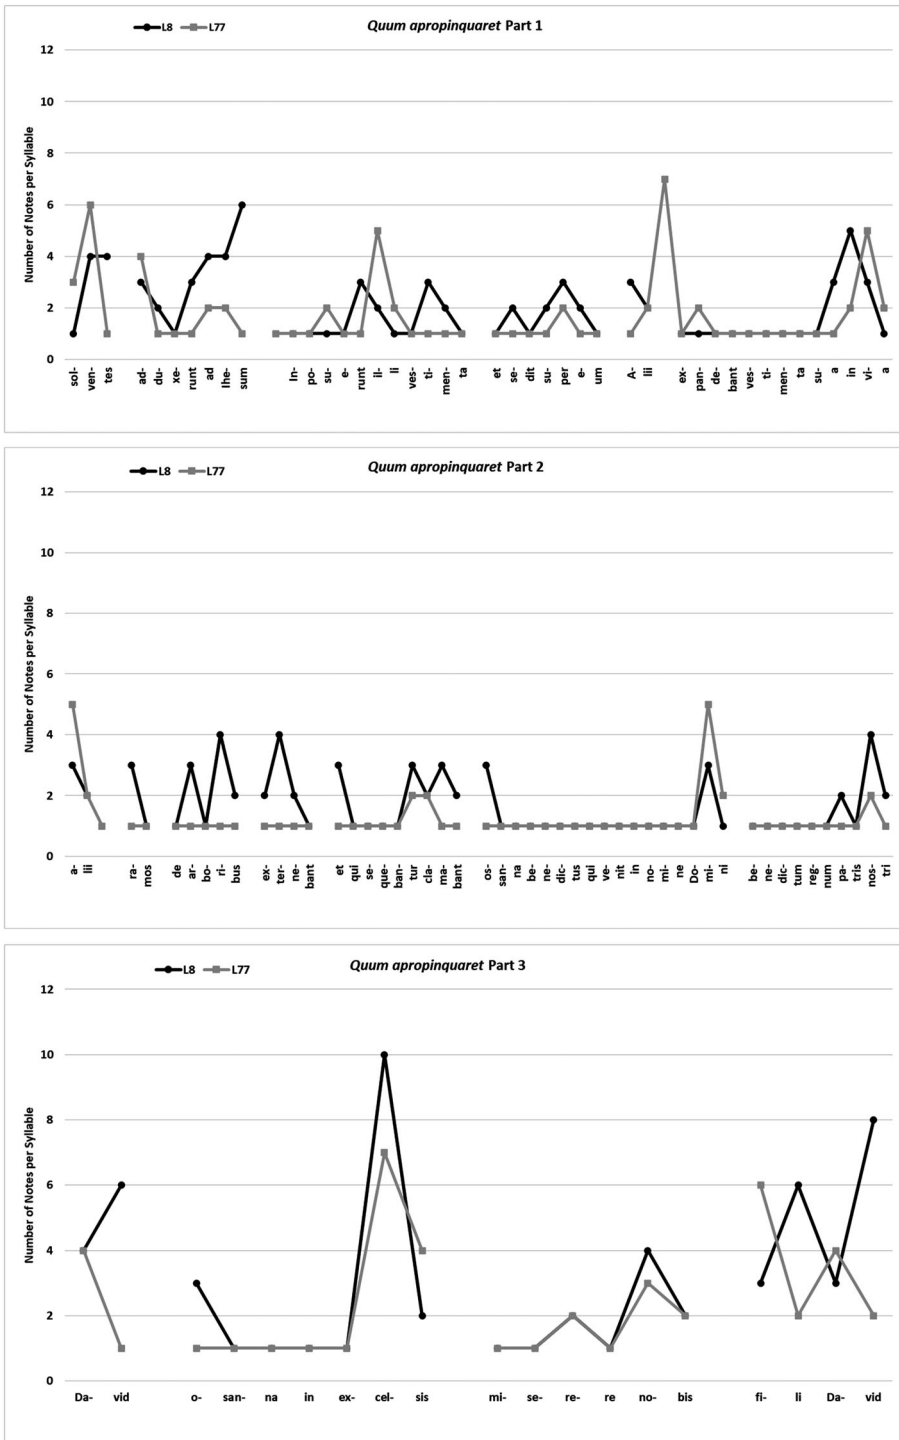 Quum apropinquaret Part 1
L8 L77
Number of Notes per Syllable
12
10
8
6
4
2
0
sol- ven- tes ad- du- xe- runt ad Ihe- sum In- po- su- e- runt il- li ves- ti- men- ta et se- dit su- per e- um A- lii ex- pan- de- bant ves- ti- men- ta su- a in vi- a
Quum apropinquaret Part 2
L8 L77
Number of Notes per Syllable
12
10
8
6
4
2
0
a- lii ra- mos de ar- bo- ri- bus ex- ter- ne- bant et qui se- que- ban- tur cla- ma- bant os- san- na be- ne- dic- tus qui ve- nit in no- mi- ne Do- mi- ni be- ne- dic- tum reg- num pa- tris nos- tri
Quum apropinquaret Part 3
L8 L77
Number of Notes per Syllable
12
10
8
6
4
2
0
Da- vid o- san- na in ex- cel- sis mi- se- re- re no- bis fi- li Da- vid